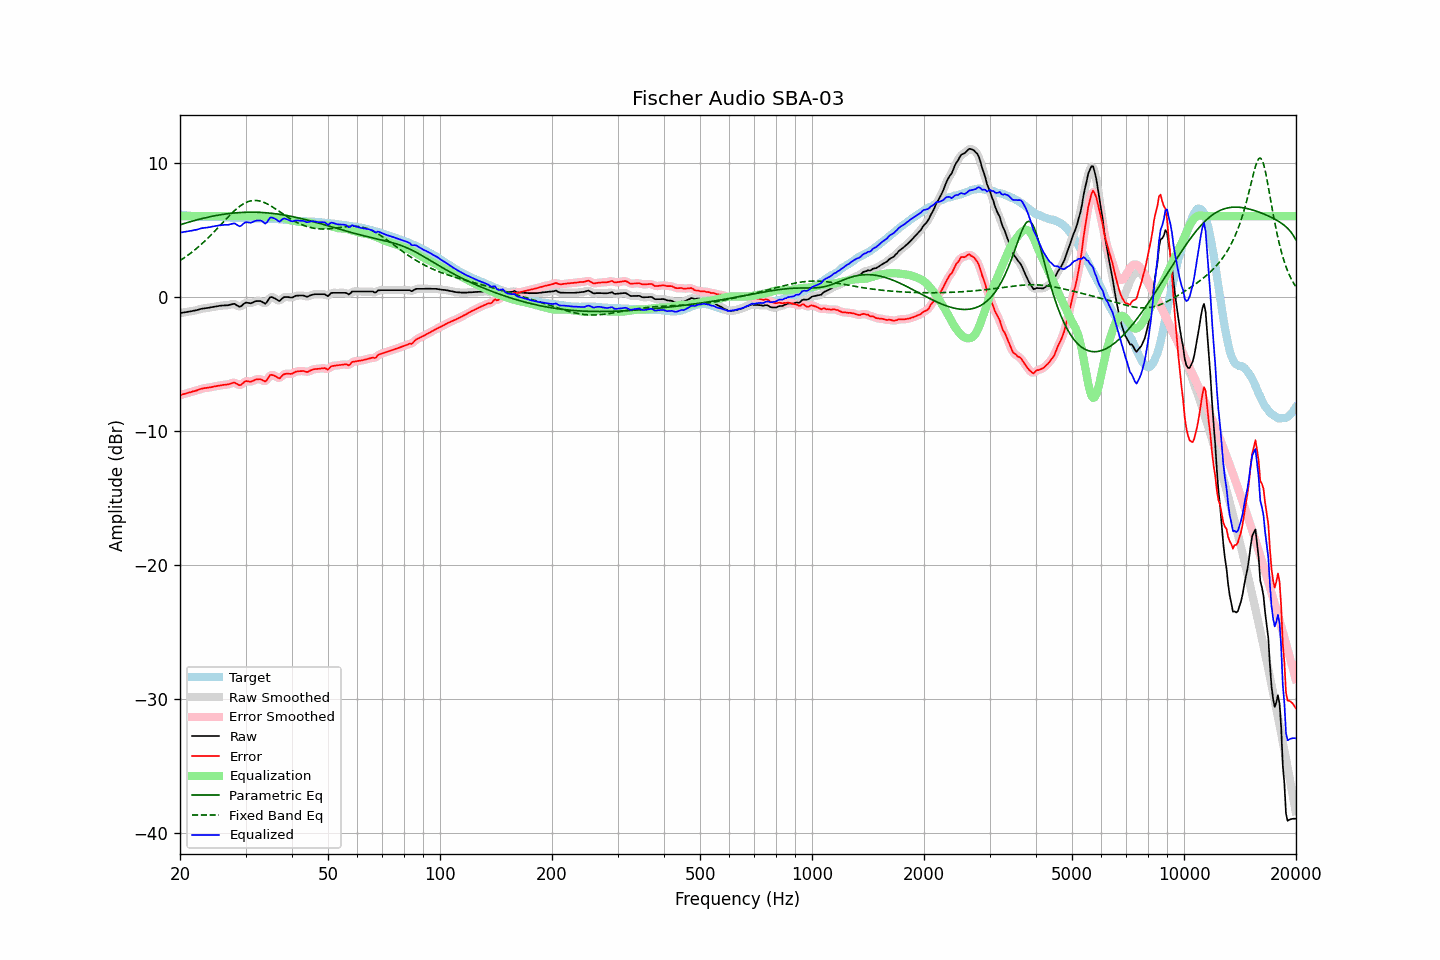 Fischer Audio SBA-03
10
0
−10
−20
−30
−40
Amplitude (dBr)
Target
Raw Smoothed
Error Smoothed
Raw
Error
Equalization
Parametric Eq
Fixed Band Eq
Equalized
20 50 100 200 500 1000 2000 5000 10000 20000
Frequency (Hz)